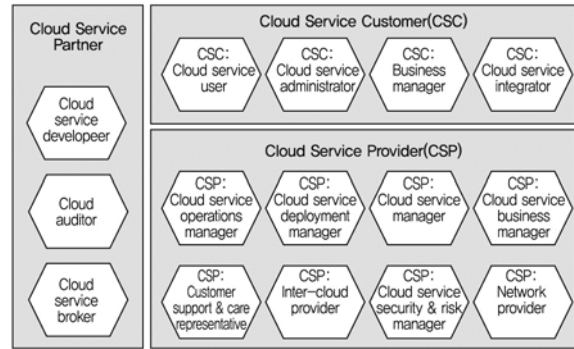 Cloud Service
Partner
Cloud
service
developeer
Cloud
auditor
Cloud
service
broker
Cloud Service Customer(CSC)
CSC:
Cloud service
user
CSC:
Cloud service
administrator
CSC:
Business
manager
CSC:
Cloud service
integrator
Cloud Service Provider(CSP)
CSP:
Cloud service
operations
manager
CSP:
Cloud service
deployment
manager
CSP:
Cloud service
manager
CSP:
Cloud service
business
manager
CSP:
Customer
support & care
representative
CSP:
Inter-cloud
provider
CSP:
Cloud service
security & risk
manager
CSP:
Network
provider